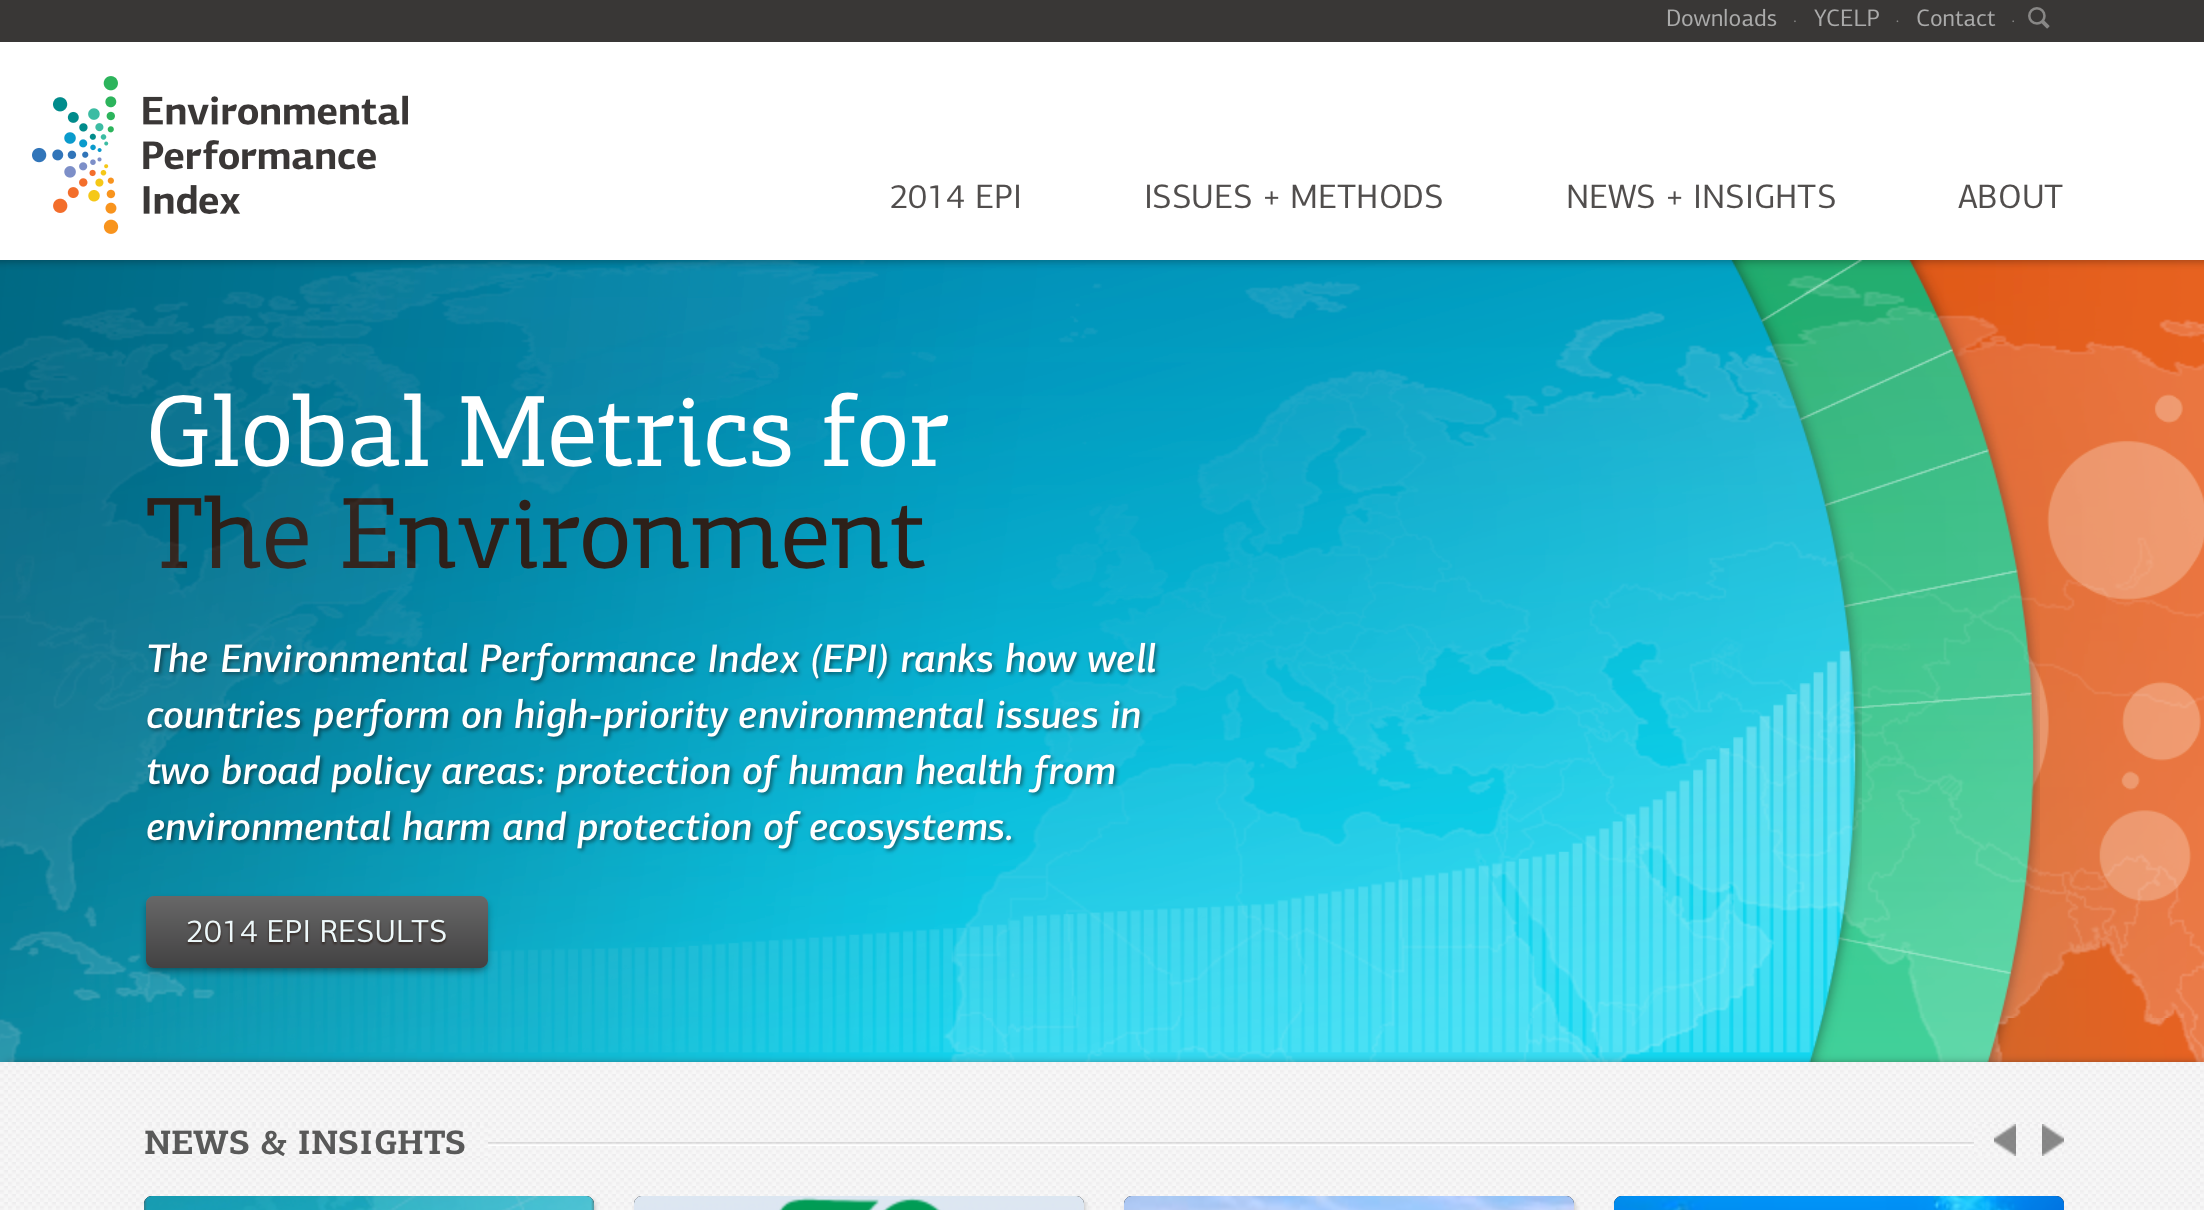 Downloads · YCELP · Contact ·
Environmental
Performance
Index
2014 EPI
ISSUES + METHODS
NEWS + INSIGHTS
ABOUT
Global Metrics for
The Environment
The Environmental Performance Index (EPI) ranks how well
countries perform on high-priority environmental issues in
two broad policy areas: protection of human health from
environmental harm and protection of ecosystems.
2014 EPI RESULTS
NEWS & INSIGHTS